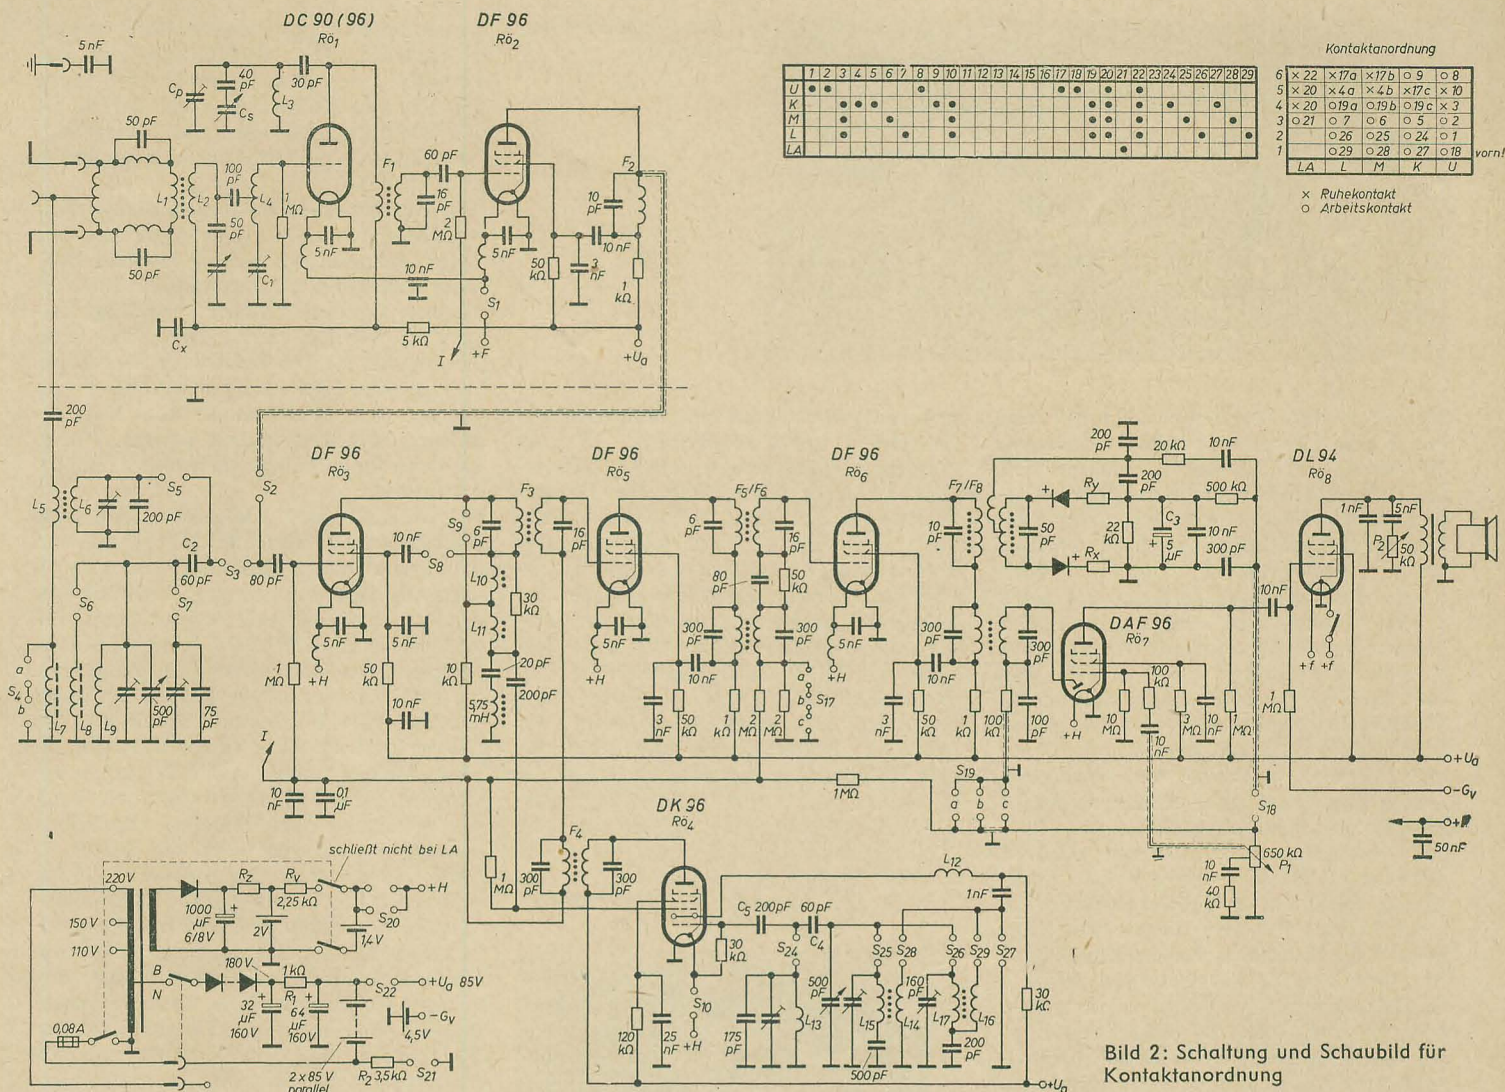 DC 90 (96)
Rö1
DF 96
Rö2
5 nF
Cp
40 pF
Cs
L3
30 pF
50 pF
L1
L2
100 pF
L4
1 MΩ
50 pF
C1
50 pF
5 nF
F1
16 pF
60 pF
2 MΩ
5 nF
10 nF
S1
+F
50 kΩ
3 nF
10 nF
10 pF
F2
1 kΩ
+Ua
Cx
5 kΩ
I
1 2 3 4 5 6 7 8 9 10 11 12 13 14 15 16 17 18 19 20 21 22 23 24 25 26 27 28 29
U
K
M
L
LA
Kontaktanordnung
6 × 22 ×17a ×17b ○ 9 ○ 8
5 × 20 ×4a ×4b ×17c × 10
4 × 20 ○19a ○19b ○19c × 3
3 ○ 21 ○ 7 ○ 6 ○ 5 ○ 2
2 ○26 ○25 ○ 24 ○ 1
1 ○29 ○28 ○ 27 ○18 vorn!
LA L M K U
× Ruhekontakt
○ Arbeitskontakt
200 pF
L5
L6
200 pF
S5
S2
C2
60 pF
S3
80 pF
S6
S7
a
S4
b
L7
L8
L9
500 pF
75 pF
DF 96
Rö3
5 nF
+H
1 MΩ
I
10 nF
0,1 µF
10 nF
S8
5 nF
50 kΩ
10 nF
S9
6 pF
F3
16 pF
L10
L11
30 kΩ
10 kΩ
20 pF
200 pF
5,75 mH
DF 96
Rö5
5 nF
+H
6 pF
F5/F6
16 pF
80 pF
50 kΩ
300 pF
300 pF
10 nF
3 nF
50 kΩ
1 kΩ
2 MΩ
2 MΩ
a
b
c
S17
DF 96
Rö6
5 nF
+H
F7/F8
10 pF
50 pF
300 pF
300 pF
10 nF
3 nF
50 kΩ
1 kΩ
100 kΩ
100 pF
200 pF
200 pF
20 kΩ
10 nF
Ry
Rx
22 kΩ
C3
5 µF
10 nF
500 kΩ
300 pF
DAF 96
Rö7
+H
100 kΩ
10 MΩ
10 nF
3 MΩ
10 nF
1 MΩ
10 nF
DL 94
Rö8
1 nF
5 nF
P2
50 kΩ
+f
+f
1 MΩ
+Ua
-Gv
50 nF
S18
650 kΩ
P1
10 nF
40 kΩ
S19
a
b
c
1MΩ
DK 96
Rö4
F4
300 pF
300 pF
1 MΩ
L12
1 nF
C5
200 pF
60 pF
C4
30 kΩ
S24
S25
S28
S26
S29
S27
S10
+H
120 kΩ
25 nF
175 pF
L13
500 pF
L15
L14
160 pF
L17
L16
500 pF
200 pF
30 kΩ
+Ua
schließt nicht bei LA
220 V
150 V
110 V
1000 µF
6/8V
Rz
Rv
2,25 kΩ
2V
S20
+H
1,4V
180V
B
N
1kΩ
R1
32 µF
160V
64 µF
160V
S22
+Ua 85V
-Gv
4,5V
0,08A
2 x 85 V
parallel
R2 3,5kΩ
S21
Bild 2: Schaltung und Schaubild für
Kontaktanordnung